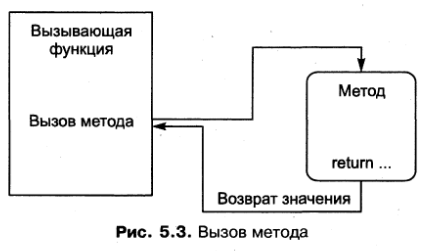 Вызывающая
функция
Вызов метода
Метод
return ...
Возврат значения
Рис. 5.3. Вызов метода